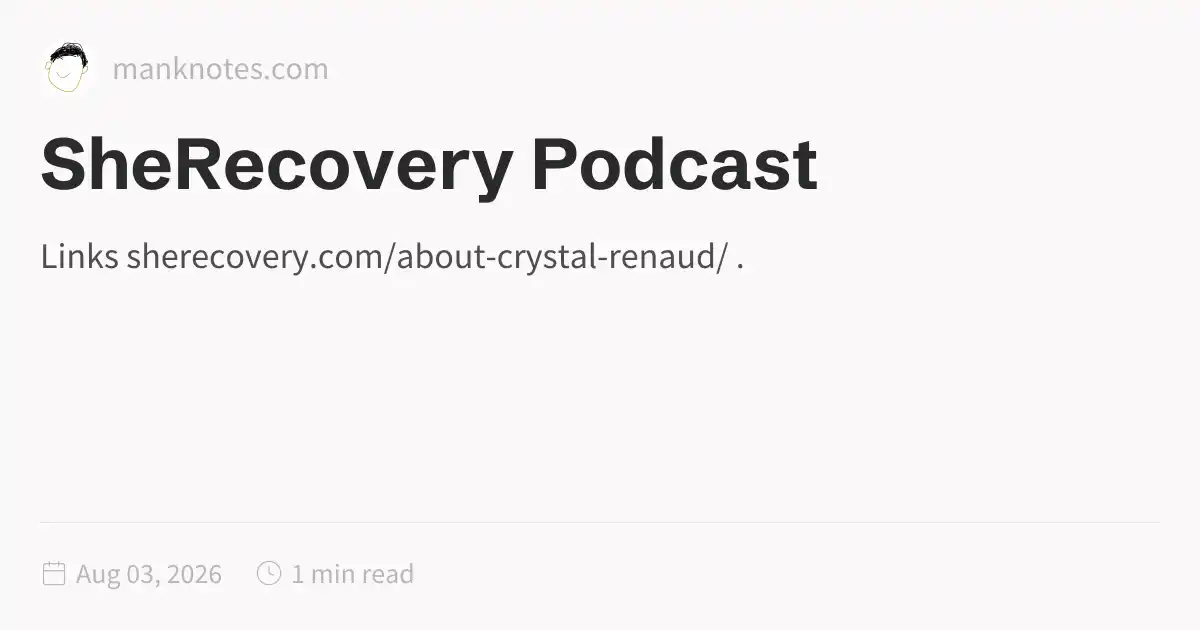 manknotes.com
SheRecovery Podcast
Links sherecovery.com/about-crystal-renaud/ .
Aug 03, 2026 1 min read